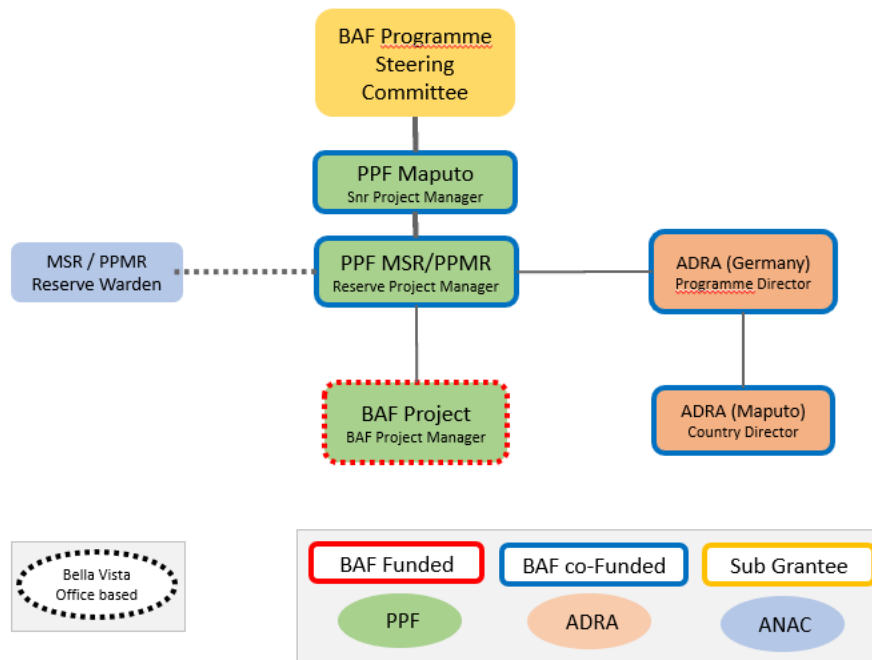 BAF Programme
Steering
Committee
PPF Maputo
Snr Project Manager
MSR / PPMR
Reserve Warden
PPF MSR/PPMR
Reserve Project Manager
ADRA (Germany)
Programme Director
BAF Project
BAF Project Manager
ADRA (Maputo)
Country Director
Bella Vista
Office based
BAF Funded
BAF co-Funded
Sub Grantee
PPF
ADRA
ANAC